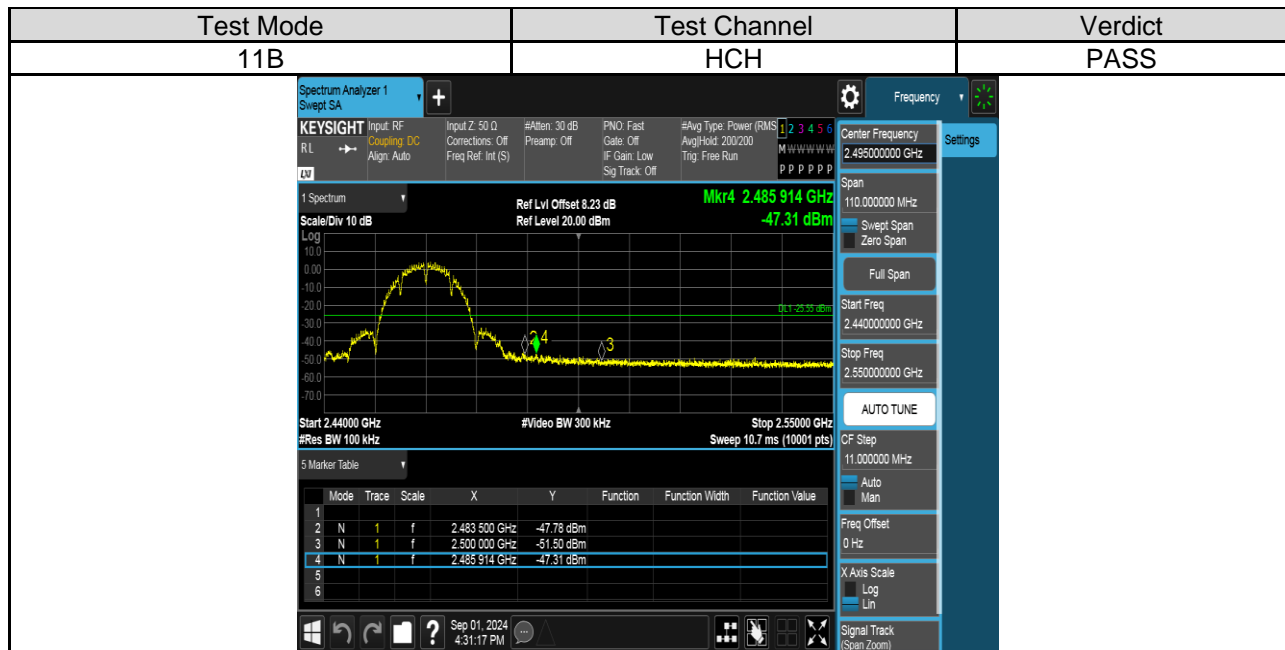 Test Mode Test Channel Verdict
11B HCH PASS
Spectrum Analyzer 1
Swept SA
+
Frequency
KEYSIGHT Input: RF Input Z: 50 Ω #Atten: 30 dB PNO: Fast #Avg Type: Power (RMS 1 2 3 4 5 6
RL Coupling: DC Corrections: Off Preamp: Off Gate: Off Avg|Hold: 200/200 M W W W W W
Align: Auto Freq Ref: Int (S) IF Gain: Low Trig: Free Run
LXI Sig Track: Off P P P P P P
1 Spectrum
Ref Lvl Offset 8.23 dB
Mkr4 2.485 914 GHz
Scale/Div 10 dB Ref Level 20.00 dBm -47.31 dBm
Log
10.0
0.00
-10.0
-20.0
DL1 -25.55 dBm
-30.0
-40.0
2 4 3
-50.0
-60.0
-70.0
Start 2.44000 GHz #Video BW 300 kHz Stop 2.55000 GHz
#Res BW 100 kHz Sweep 10.7 ms (10001 pts)
5 Marker Table
Mode Trace Scale X Y Function Function Width Function Value
1
2 N 1 f 2.483 500 GHz -47.78 dBm
3 N 1 f 2.500 000 GHz -51.50 dBm
4 N 1 f 2.485 914 GHz -47.31 dBm
5
6
? Sep 01, 2024
4:31:17 PM
Center Frequency
2.495000000 GHz
Settings
Span
110.000000 MHz
Swept Span
Zero Span
Full Span
Start Freq
2.440000000 GHz
Stop Freq
2.550000000 GHz
AUTO TUNE
CF Step
11.000000 MHz
Auto
Man
Freq Offset
0 Hz
X Axis Scale
Log
Lin
Signal Track
(Span Zoom)